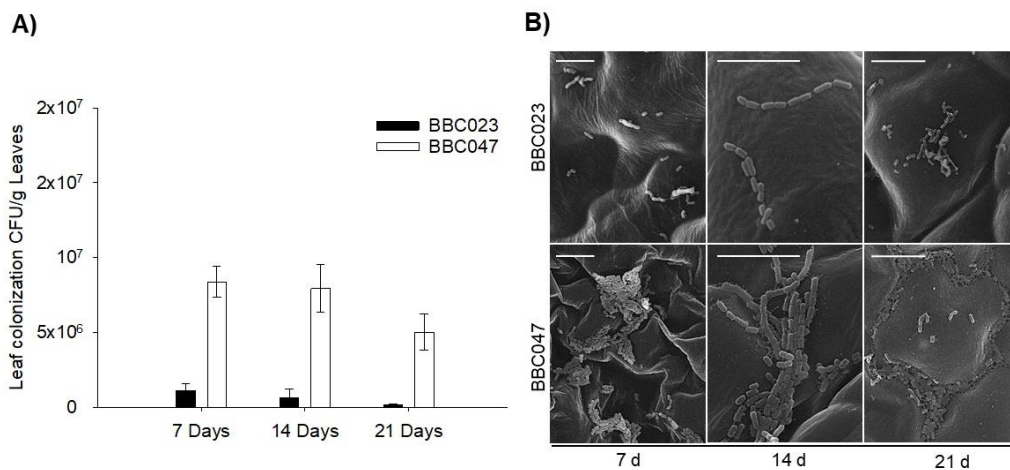 A)
Leaf colonization CFU/g Leaves
2x10⁷
2x10⁷
10⁷
5x10⁶
0
BBC023
BBC047
7 Days
14 Days
21 Days
B)
BBC023
BBC047
7 d
14 d
21 d